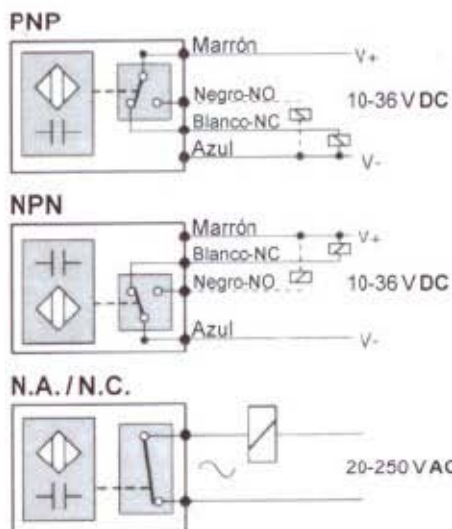 PNP
Marrón
V+
Negro-NO
10-36 V DC
Blanco-NC
Azul
V-
NPN
Marrón
V+
Blanco-NC
Negro-NO
10-36 V DC
Azul
V-
N.A. / N.C.
20-250 V AC